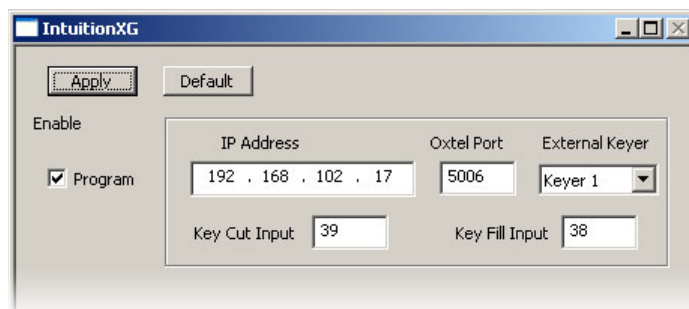 IntuitionXG
Apply Default
Enable
IP Address Oxtel Port External Keyer
Program 192 . 168 . 102 . 17 5006 Keyer 1
Key Cut Input 39 Key Fill Input 38